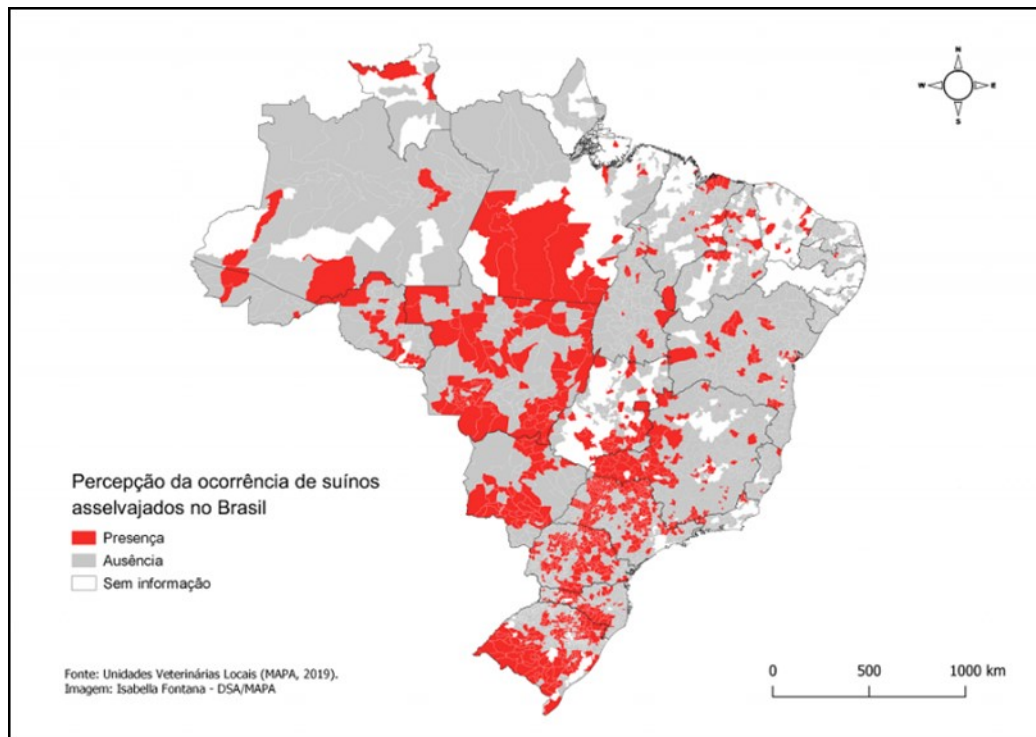 N
W E
S
Percepção da ocorrência de suínos
asselvajados no Brasil
Presença
Ausência
Sem informação
Fonte: Unidades Veterinárias Locais (MAPA, 2019).
Imagem: Isabella Fontana - DSA/MAPA
0 500 1000 km